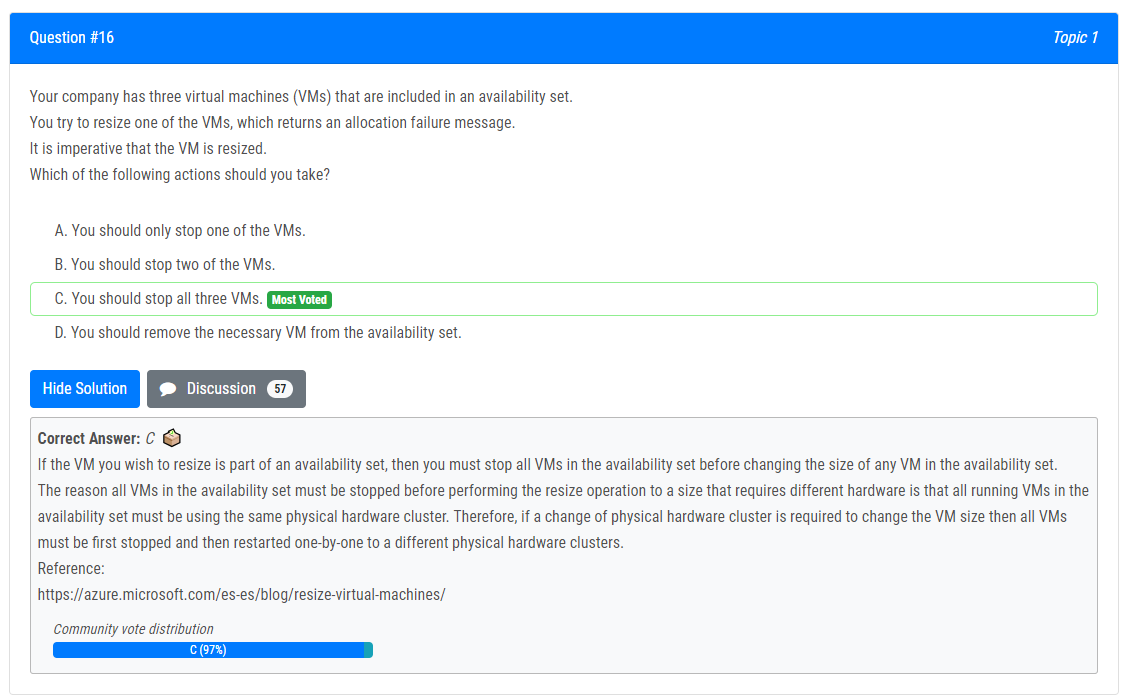 Question #16
Topic 1
Your company has three virtual machines (VMs) that are included in an availability set.
You try to resize one of the VMs, which returns an allocation failure message.
It is imperative that the VM is resized.
Which of the following actions should you take?
A. You should only stop one of the VMs.
B. You should stop two of the VMs.
C. You should stop all three VMs. Most Voted
D. You should remove the necessary VM from the availability set.
Hide Solution
Discussion 57
Correct Answer: C
If the VM you wish to resize is part of an availability set, then you must stop all VMs in the availability set before changing the size of any VM in the availability set.
The reason all VMs in the availability set must be stopped before performing the resize operation to a size that requires different hardware is that all running VMs in the
availability set must be using the same physical hardware cluster. Therefore, if a change of physical hardware cluster is required to change the VM size then all VMs
must be first stopped and then restarted one-by-one to a different physical hardware clusters.
Reference:
https://azure.microsoft.com/es-es/blog/resize-virtual-machines/
Community vote distribution
C (97%)